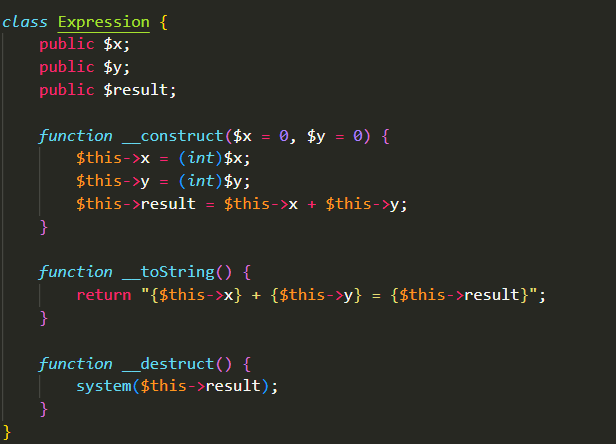 class Expression {
    public $x;
    public $y;
    public $result;

    function __construct($x = 0, $y = 0) {
        $this->x = (int)$x;
        $this->y = (int)$y;
        $this->result = $this->x + $this->y;
    }

    function __toString() {
        return "{$this->x} + {$this->y} = {$this->result}";
    }

    function __destruct() {
        system($this->result);
    }
}